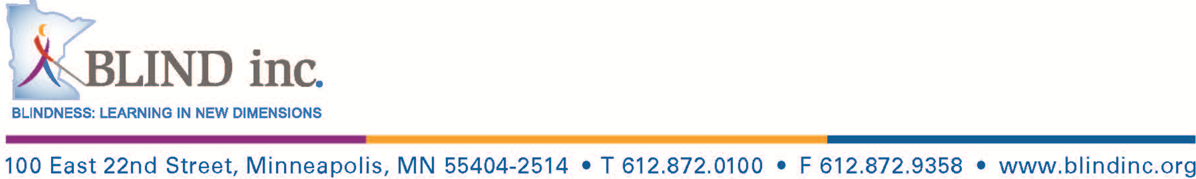 BLIND inc.
BLINDNESS: LEARNING IN NEW DIMENSIONS
100 East 22nd Street, Minneapolis, MN 55404-2514 • T 612.872.0100 • F 612.872.9358 • www.blindinc.org